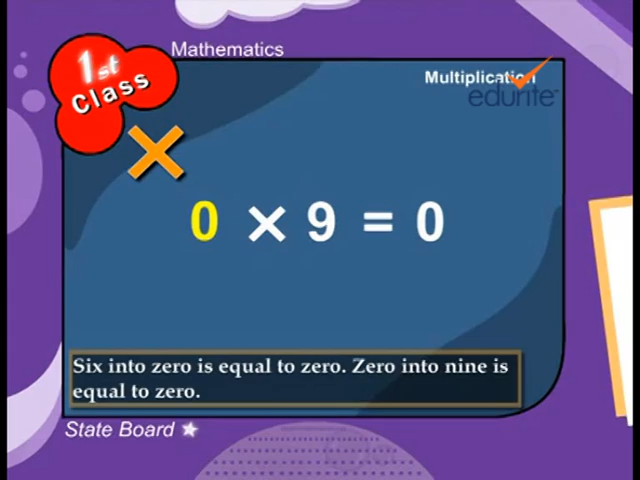 1st
Class
Mathematics
Multiplication
edurite
×
0 × 9 = 0
Six into zero is equal to zero. Zero into nine is
equal to zero.
State Board